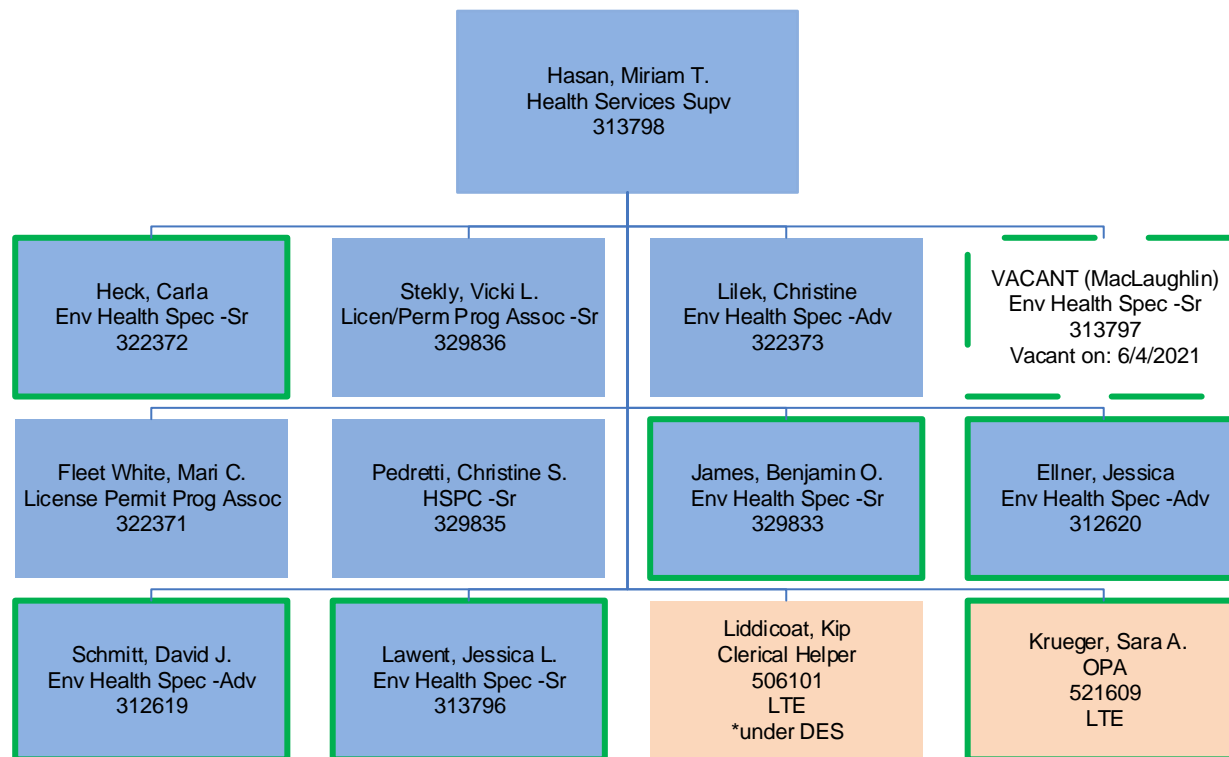 Hasan, Miriam T.
Health Services Supv
313798
Heck, Carla
Env Health Spec -Sr
322372
Stekly, Vicki L.
Licen/Perm Prog Assoc -Sr
329836
Lilek, Christine
Env Health Spec -Adv
322373
VACANT (MacLaughlin)
Env Health Spec -Sr
313797
Vacant on: 6/4/2021
Fleet White, Mari C.
License Permit Prog Assoc
322371
Pedretti, Christine S.
HSPC -Sr
329835
James, Benjamin O.
Env Health Spec -Sr
329833
Ellner, Jessica
Env Health Spec -Adv
312620
Schmitt, David J.
Env Health Spec -Adv
312619
Lawent, Jessica L.
Env Health Spec -Sr
313796
Liddicoat, Kip
Clerical Helper
506101
LTE
*under DES
Krueger, Sara A.
OPA
521609
LTE